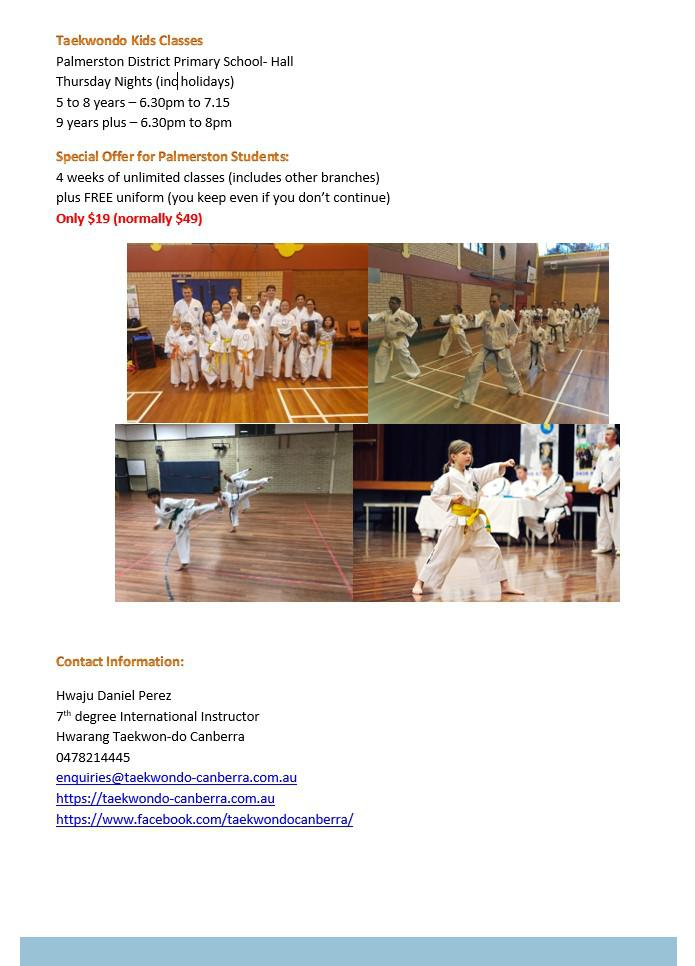 Taekwondo Kids Classes
Palmerston District Primary School- Hall
Thursday Nights (inc holidays)
5 to 8 years – 6.30pm to 7.15
9 years plus – 6.30pm to 8pm
Special Offer for Palmerston Students:
4 weeks of unlimited classes (includes other branches)
plus FREE uniform (you keep even if you don’t continue)
Only $19 (normally $49)
Contact Information:
Hwaju Daniel Perez
7th degree International Instructor
Hwarang Taekwon-do Canberra
0478214445
enquiries@taekwondo-canberra.com.au
https://taekwondo-canberra.com.au
https://www.facebook.com/taekwondocanberra/